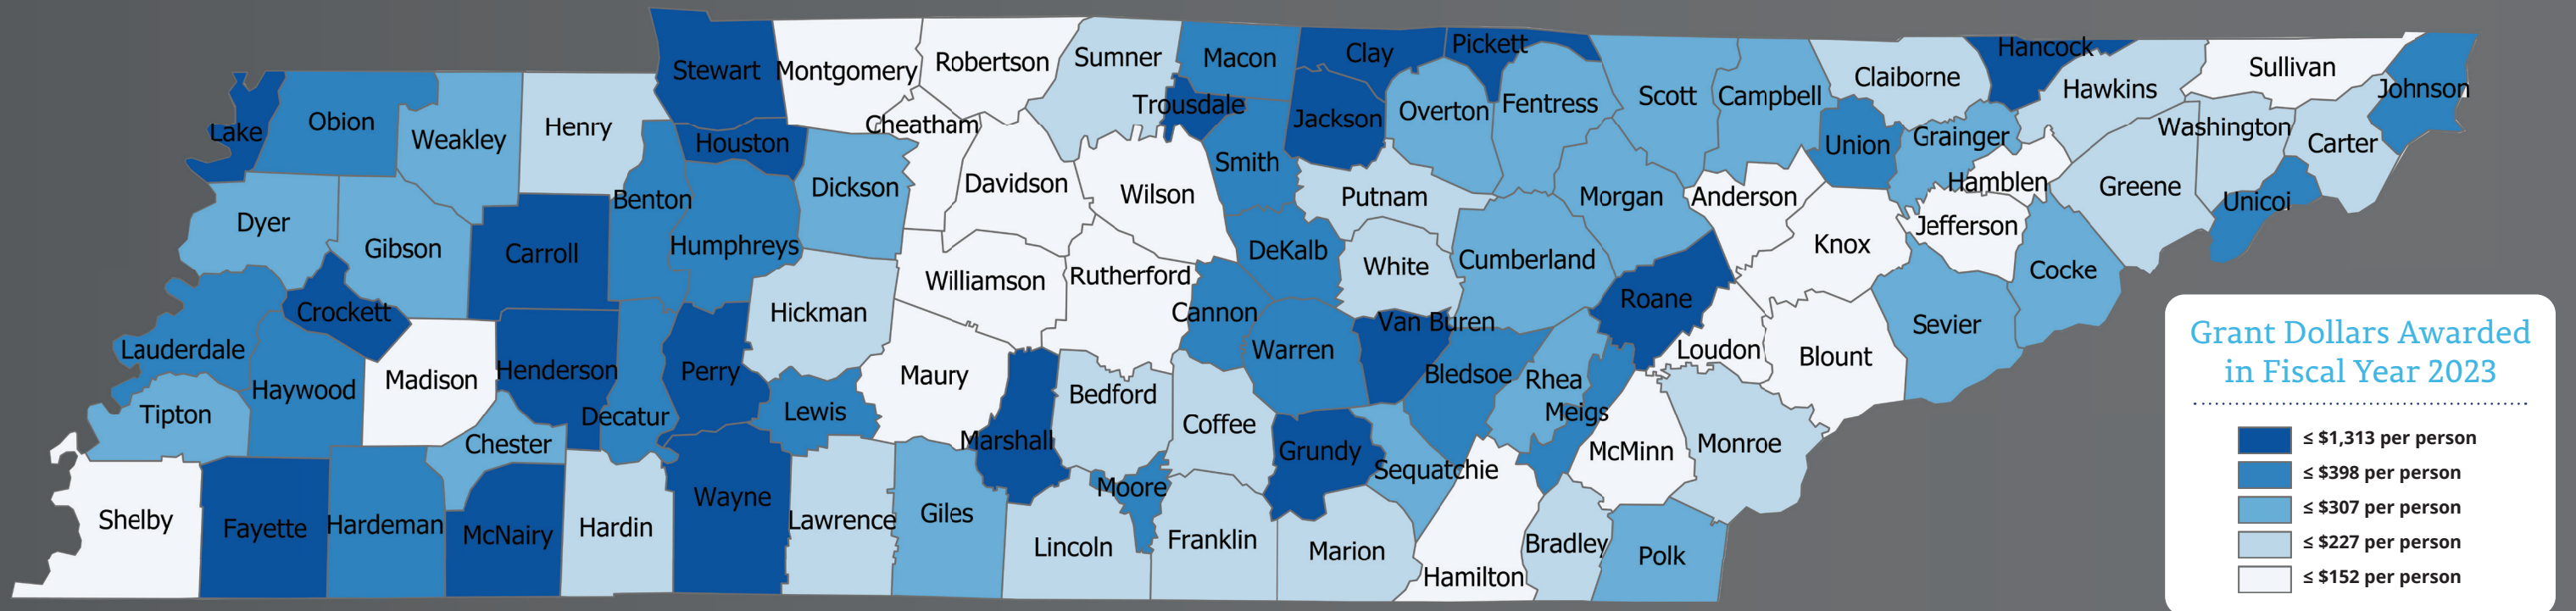 Stewart
Montgomery
Robertson
Sumner
Macon
Clay
Pickett
Hancock
Sullivan
Claiborne
Hawkins
Johnson
Lake
Obion
Weakley
Henry
Houston
Cheatham
Trousdale
Jackson
Overton
Fentress
Scott
Campbell
Union
Grainger
Washington
Carter
Dyer
Gibson
Carroll
Benton
Humphreys
Dickson
Davidson
Wilson
Smith
DeKalb
Putnam
White
Cumberland
Morgan
Anderson
Knox
Hamblen
Jefferson
Greene
Unicoi
Cocke
Crockett
Lauderdale
Haywood
Madison
Henderson
Decatur
Perry
Hickman
Williamson
Rutherford
Cannon
Warren
Van Buren
Bledsoe
Rhea
Meigs
Roane
Loudon
Blount
Sevier
Tipton
Chester
Lewis
Maury
Marshall
Bedford
Coffee
Grundy
Sequatchie
McMinn
Monroe
Shelby
Fayette
Hardeman
McNairy
Hardin
Wayne
Lawrence
Giles
Lincoln
Moore
Franklin
Marion
Hamilton
Bradley
Polk
Grant Dollars Awarded
in Fiscal Year 2023
≤ $1,313 per person
≤ $398 per person
≤ $307 per person
≤ $227 per person
≤ $152 per person